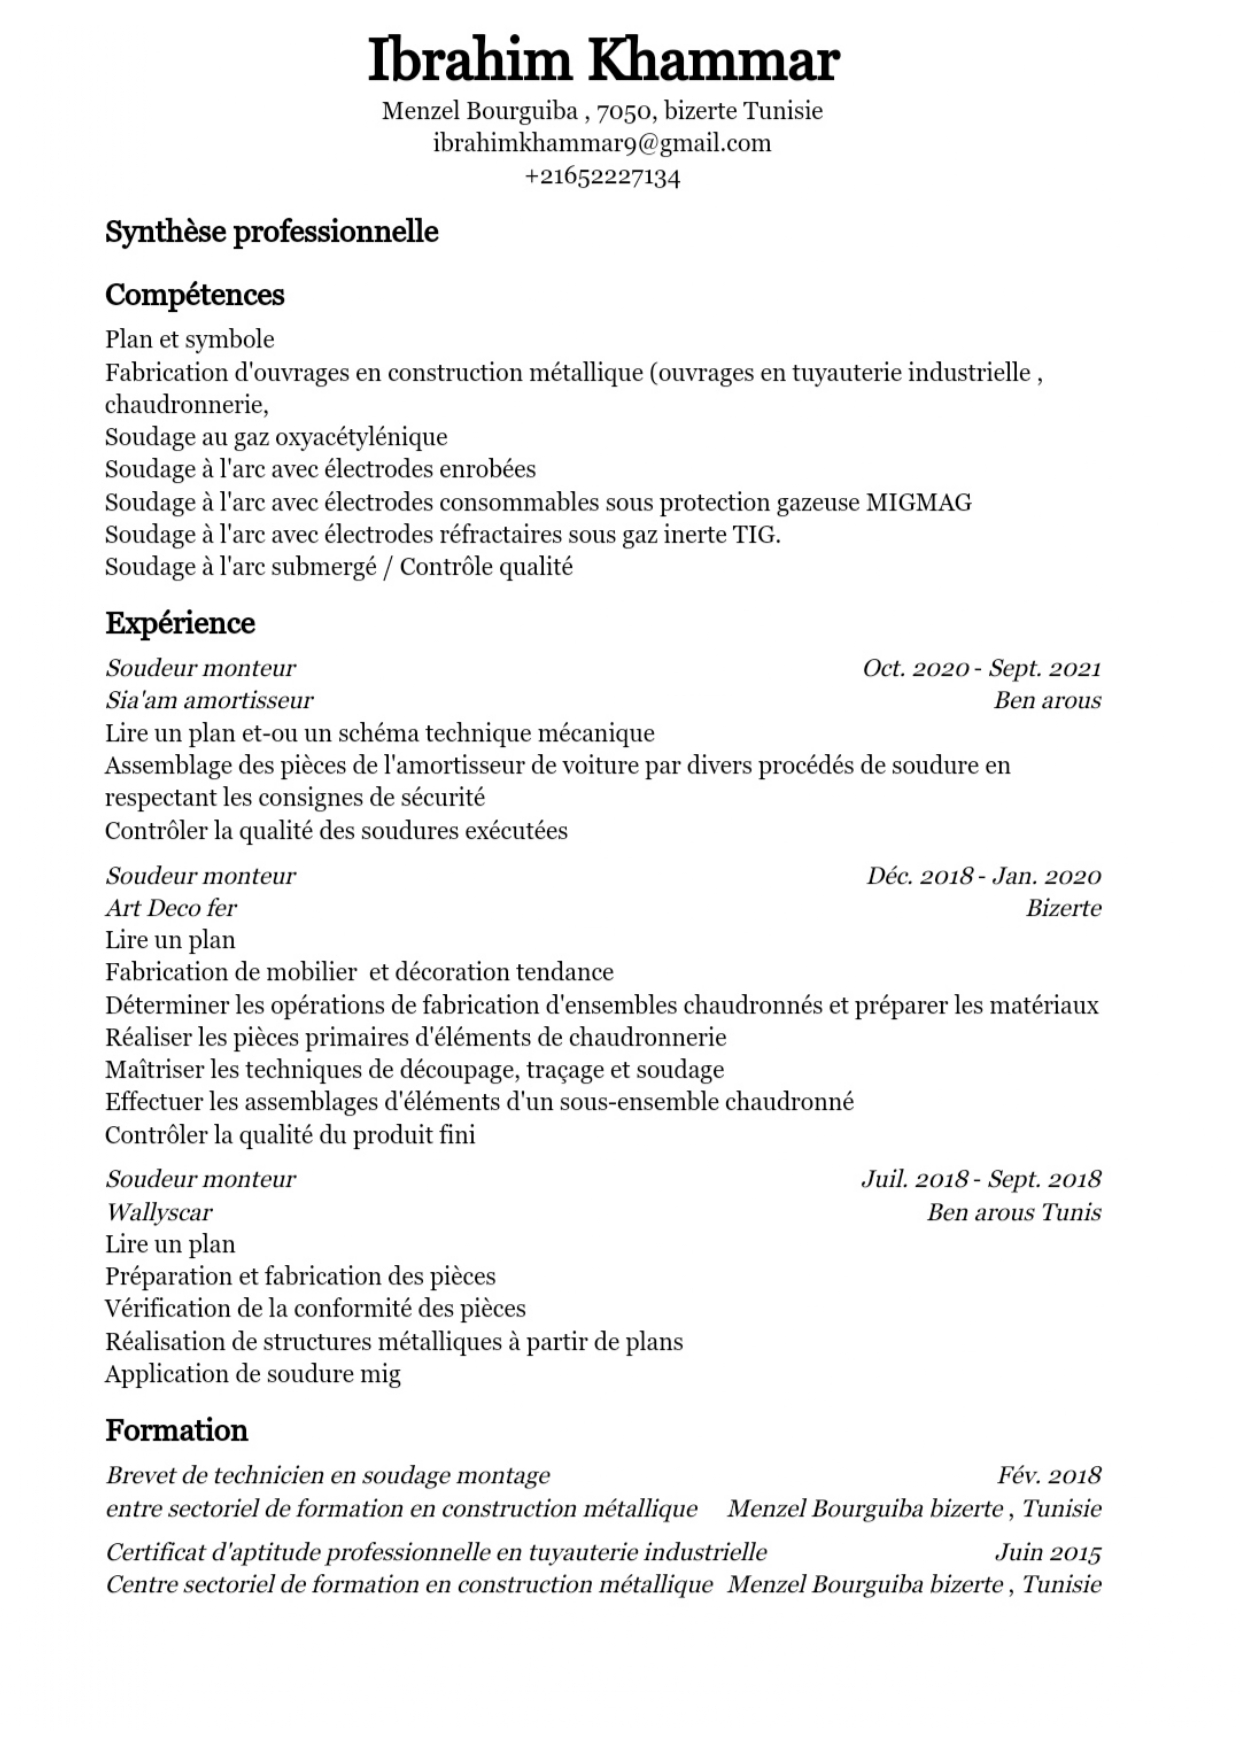 Ibrahim Khammar
Menzel Bourguiba , 7050, bizerte Tunisie
ibrahimkhammar9@gmail.com
+21652227134
Synthèse professionnelle
Compétences
Plan et symbole
Fabrication d'ouvrages en construction métallique (ouvrages en tuyauterie industrielle ,
chaudronnerie,
Soudage au gaz oxyacétylénique
Soudage à l'arc avec électrodes enrobées
Soudage à l'arc avec électrodes consommables sous protection gazeuse MIGMAG
Soudage à l'arc avec électrodes réfractaires sous gaz inerte TIG.
Soudage à l'arc submergé / Contrôle qualité
Expérience
Soudeur monteur Oct. 2020 - Sept. 2021
Sia'am amortisseur Ben arous
Lire un plan et-ou un schéma technique mécanique
Assemblage des pièces de l'amortisseur de voiture par divers procédés de soudure en
respectant les consignes de sécurité
Contrôler la qualité des soudures exécutées
Soudeur monteur Déc. 2018 - Jan. 2020
Art Deco fer Bizerte
Lire un plan
Fabrication de mobilier  et décoration tendance
Déterminer les opérations de fabrication d'ensembles chaudronnés et préparer les matériaux
Réaliser les pièces primaires d'éléments de chaudronnerie
Maîtriser les techniques de découpage, traçage et soudage
Effectuer les assemblages d'éléments d'un sous-ensemble chaudronné
Contrôler la qualité du produit fini
Soudeur monteur Juil. 2018 - Sept. 2018
Wallyscar Ben arous Tunis
Lire un plan
Préparation et fabrication des pièces
Vérification de la conformité des pièces
Réalisation de structures métalliques à partir de plans
Application de soudure mig
Formation
Brevet de technicien en soudage montage Fév. 2018
entre sectoriel de formation en construction métallique Menzel Bourguiba bizerte , Tunisie
Certificat d'aptitude professionnelle en tuyauterie industrielle Juin 2015
Centre sectoriel de formation en construction métallique Menzel Bourguiba bizerte , Tunisie